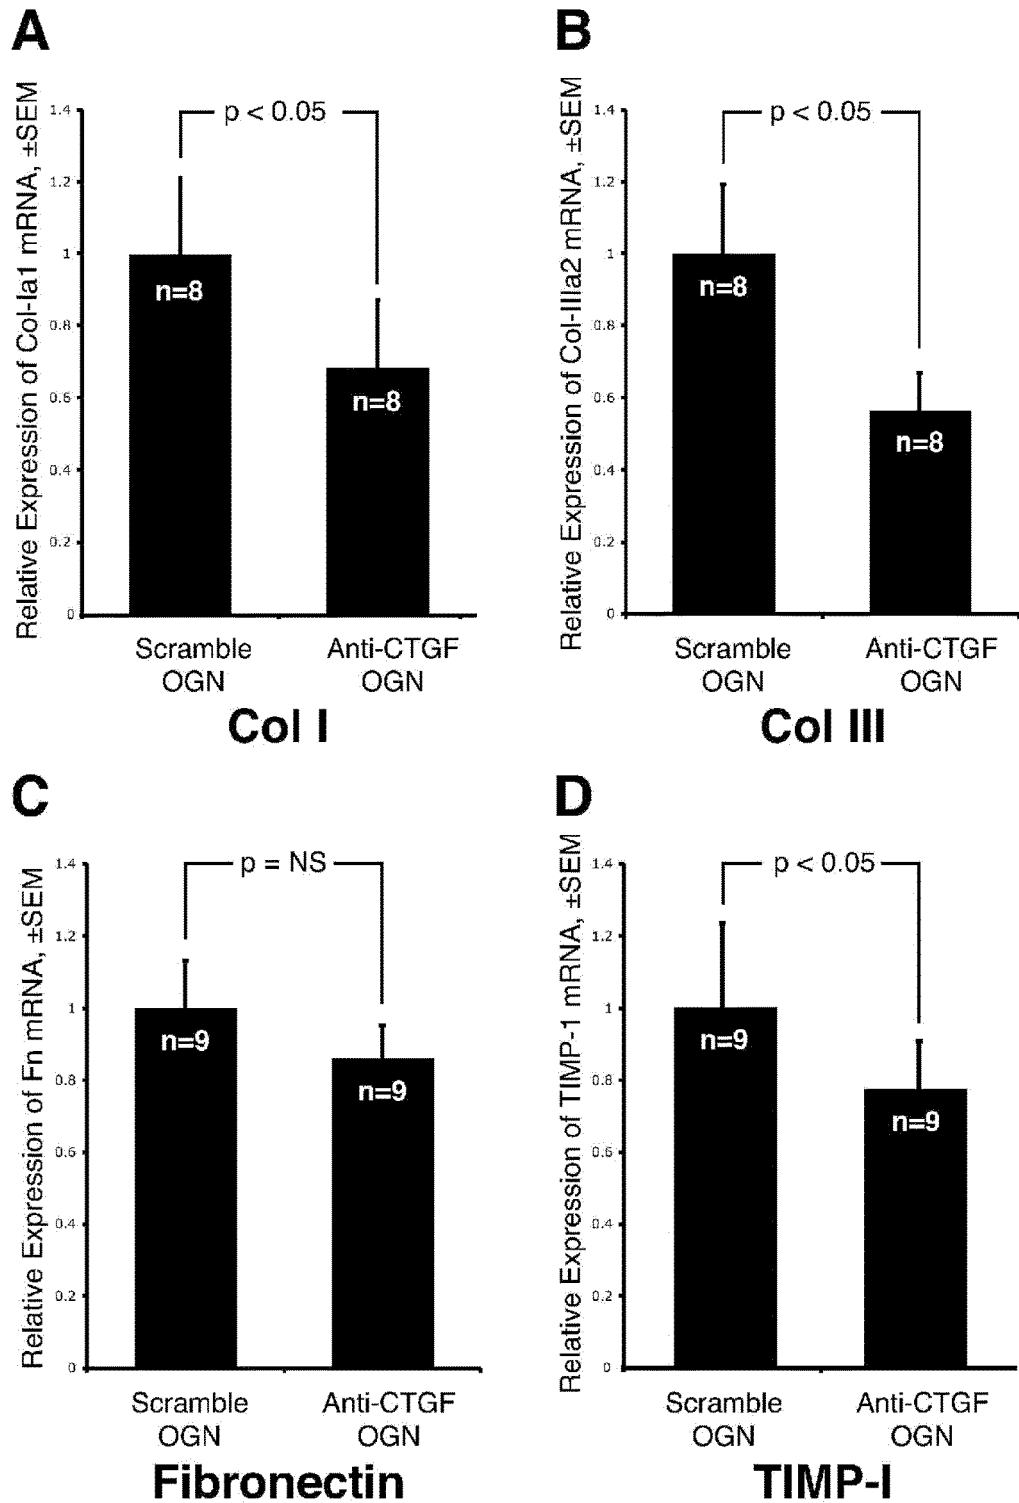 A
Relative Expression of Col-Ia1 mRNA, ±SEM
1.4
1.2
1
0.8
0.6
0.4
0.2
0
p < 0.05
n=8
n=8
Scramble
OGN
Anti-CTGF
OGN
Col I
B
Relative Expression of Col-IIIa2 mRNA, ±SEM
1.4
1.2
1
0.8
0.6
0.4
0.2
0
p < 0.05
n=8
n=8
Scramble
OGN
Anti-CTGF
OGN
Col III
C
Relative Expression of Fn mRNA, ±SEM
1.4
1.2
1
0.8
0.6
0.4
0.2
0
p = NS
n=9
n=9
Scramble
OGN
Anti-CTGF
OGN
Fibronectin
D
Relative Expression of TIMP-1 mRNA, ±SEM
1.4
1.2
1
0.8
0.6
0.4
0.2
0
p < 0.05
n=9
n=9
Scramble
OGN
Anti-CTGF
OGN
TIMP-I